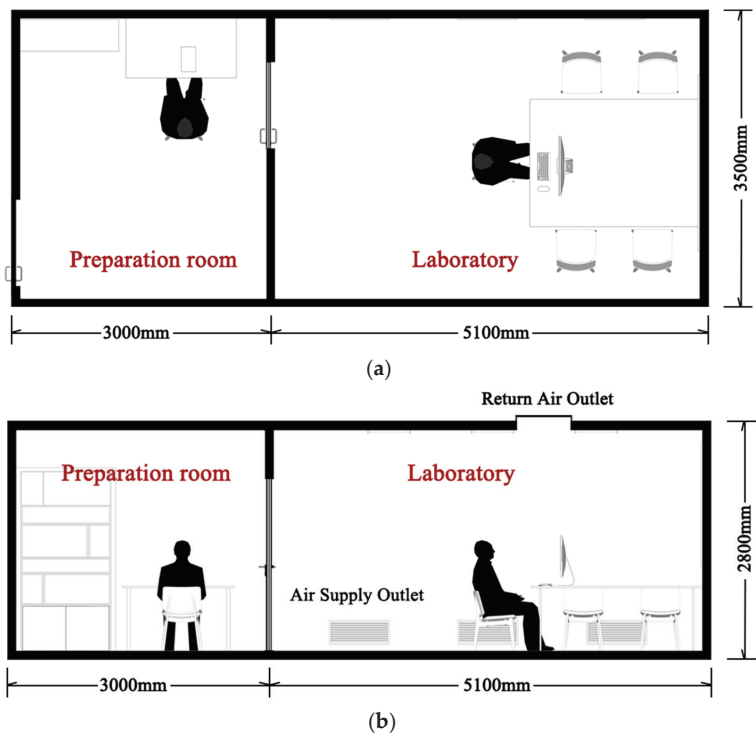 Preparation room
Laboratory
3500mm
3000mm
5100mm
(a)
Return Air Outlet
Preparation room
Laboratory
Air Supply Outlet
2800mm
3000mm
5100mm
(b)